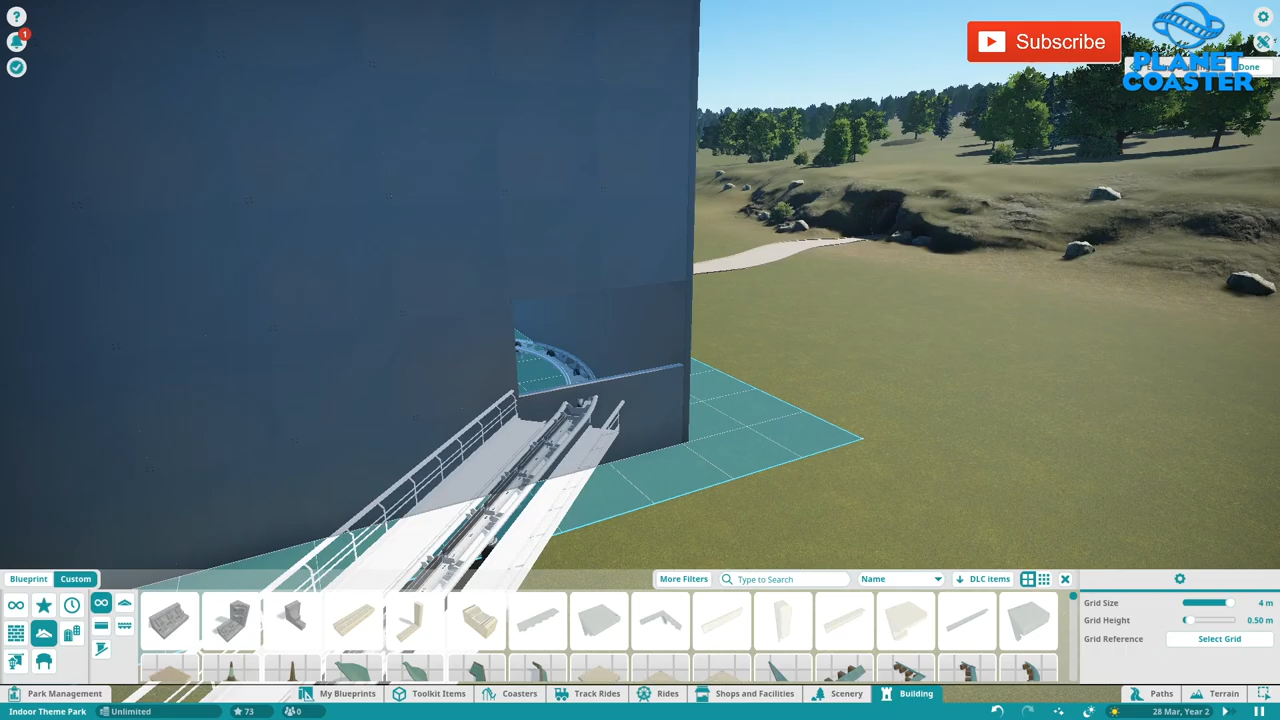 ?
1
Subscribe
PLANET COASTER
Done
Blueprint
Custom
More Filters
Type to Search
Name
DLC items
Grid Size
4 m
Grid Height
0.50 m
Grid Reference
Select Grid
Park Management
My Blueprints
Toolkit Items
Coasters
Track Rides
Rides
Shops and Facilities
Scenery
Building
Paths
Terrain
Indoor Theme Park
Unlimited
73
0
28 Mar, Year 2